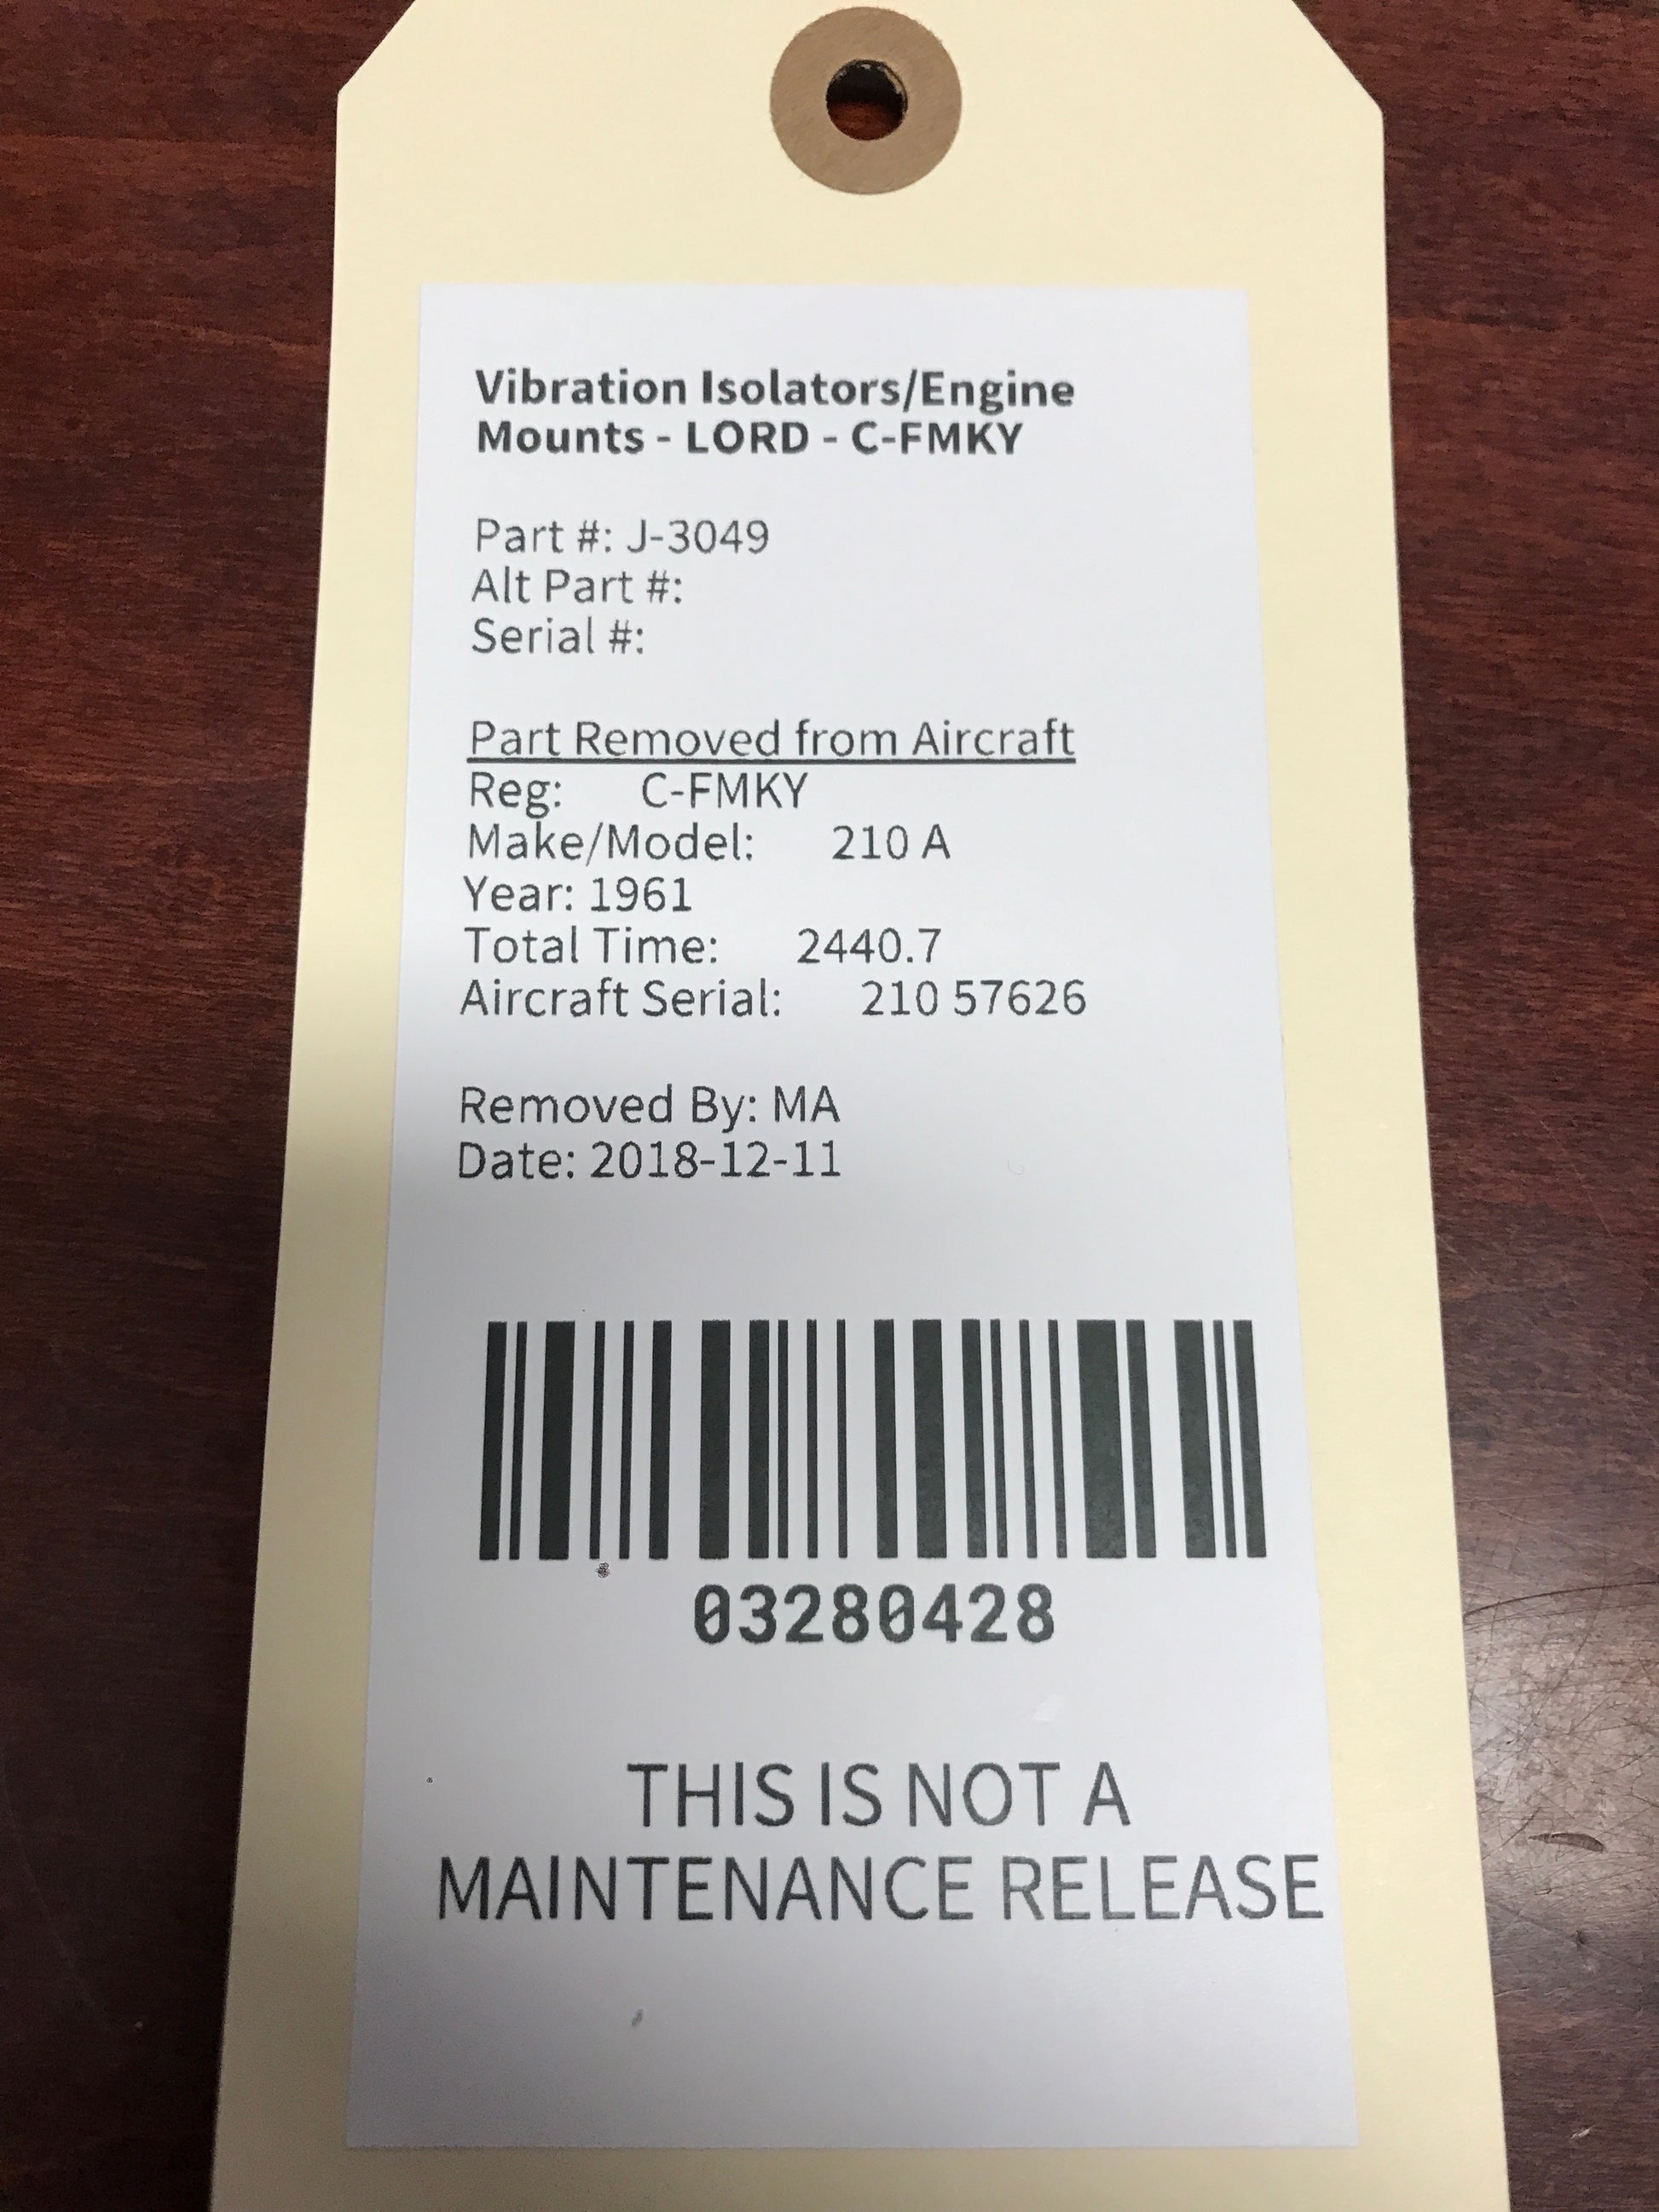 Vibration Isolators/Engine
Mounts - LORD - C-FMKY
Part #: J-3049
Alt Part #:
Serial #:
Part Removed from Aircraft
Reg: C-FMKY
Make/Model: 210 A
Year: 1961
Total Time: 2440.7
Aircraft Serial: 210 57626
Removed By: MA
Date: 2018-12-11
03280428
THIS IS NOT A
MAINTENANCE RELEASE